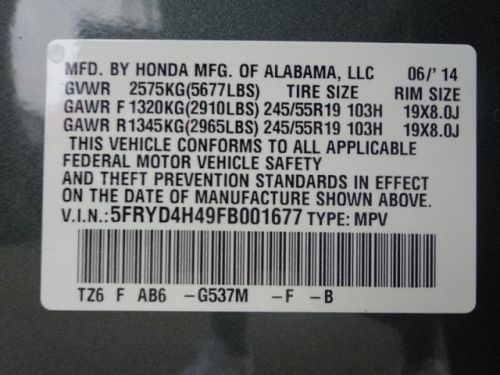 MFD. BY HONDA MFG. OF ALABAMA, LLC 06/'14
GVWR 2575KG(5677LBS) TIRE SIZE RIM SIZE
GAWR F1320KG(2910LBS) 245/55R19 103H 19X8.0J
GAWR R1345KG(2965LBS) 245/55R19 103H 19X8.0J
THIS VEHICLE CONFORMS TO ALL APPLICABLE
FEDERAL MOTOR VEHICLE SAFETY
AND THEFT PREVENTION STANDARDS IN EFFECT
ON THE DATE OF MANUFACTURE SHOWN ABOVE.
V.I.N.:5FRYD4H49FB001677 TYPE: MPV
TZ6 F AB6 -G537M -F -B